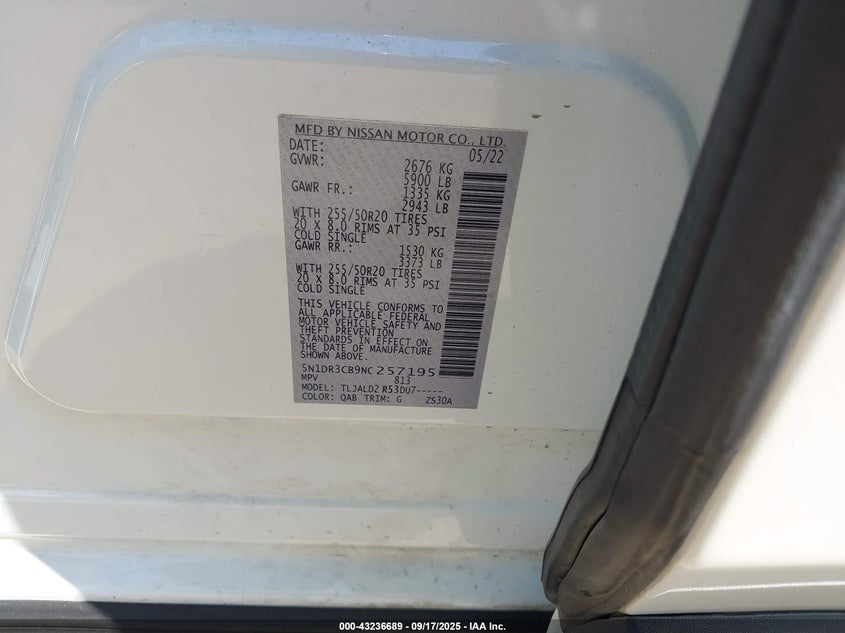 MFD BY NISSAN MOTOR CO., LTD.
DATE: 05/22
GVWR: 2676 KG
5900 LB
GAWR FR.: 1335 KG
2943 LB
WITH 255/50R20 TIRES
20 X 8.0 RIMS AT 35 PSI
COLD SINGLE
GAWR RR.: 1530 KG
3373 LB
WITH 255/50R20 TIRES
20 X 8.0 RIMS AT 35 PSI
COLD SINGLE
THIS VEHICLE CONFORMS TO
ALL APPLICABLE FEDERAL
MOTOR VEHICLE SAFETY AND
THEFT PREVENTION
STANDARDS IN EFFECT ON
THE DATE OF MANUFACTURE
SHOWN ABOVE.
5N1DR3CB9NC257195
MPV 813
MODEL: TLJALD2 R53DU7-----
COLOR: QAB TRIM: G ZS30A
000-43236689 - 09/17/2025 - IAA Inc.